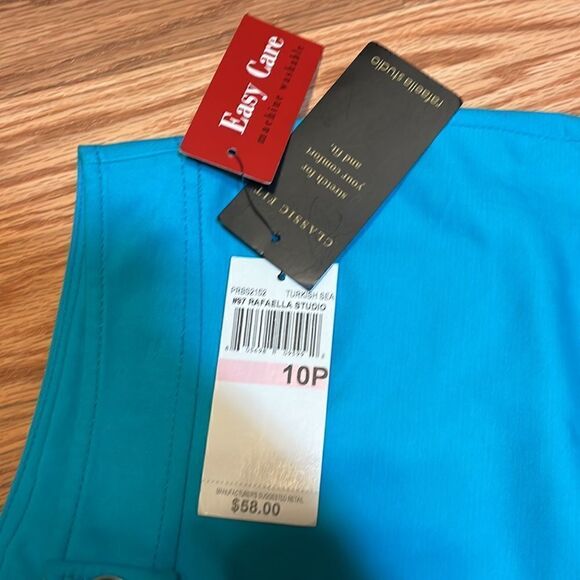 Easy Care
machine washable
rafaella studio
CLASSIC FIT
stretch for
your comfort
and fit.
PRBS2152 TURKISH SEA
#97 RAFAELLA STUDIO
10P
MANUFACTURER'S SUGGESTED RETAIL
$58.00